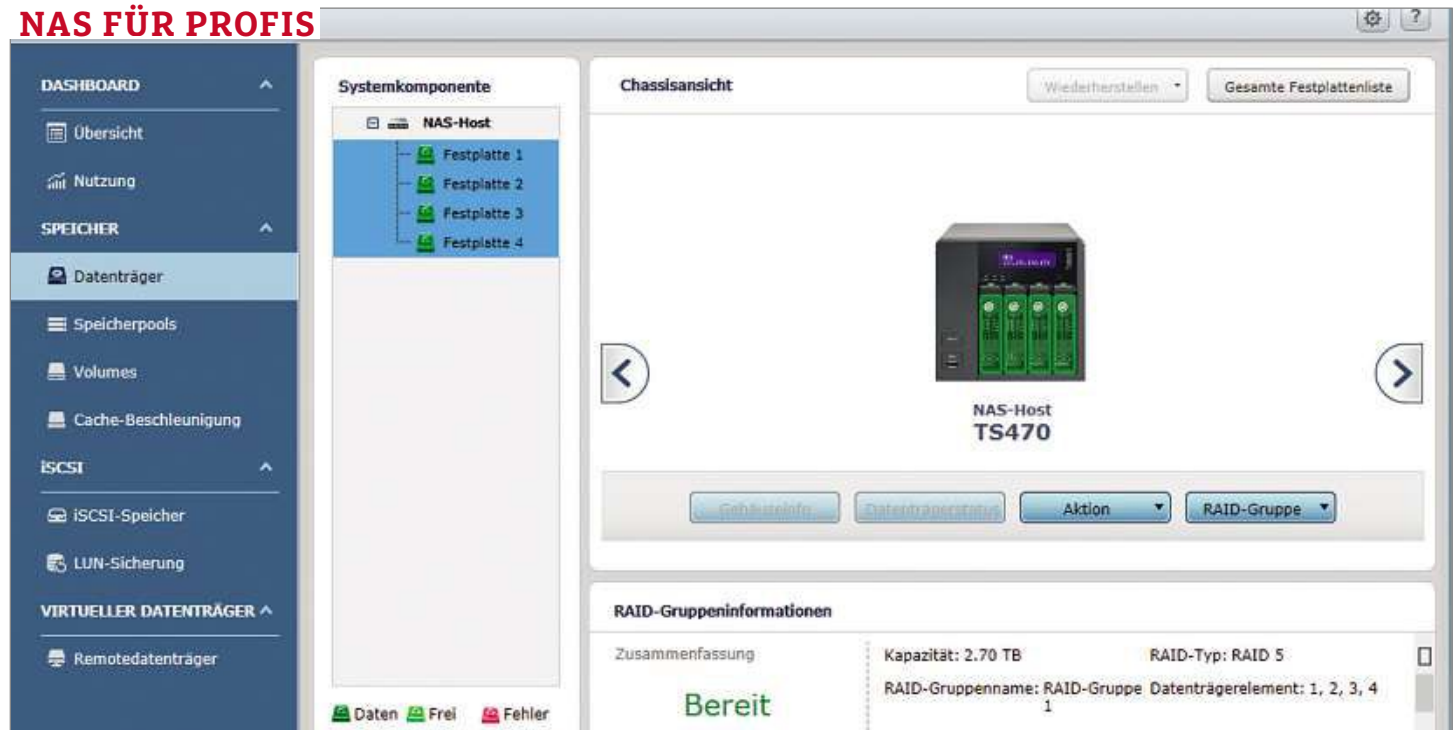 NAS FÜR PROFIS
?
DASHBOARD
Übersicht
Nutzung
SPEICHER
Datenträger
Speicherpools
Volumes
Cache-Beschleunigung
iSCSI
iSCSI-Speicher
LUN-Sicherung
VIRTUELLER DATENTRÄGER
Remotedatenträger
Systemkomponente
NAS-Host
Festplatte 1
Festplatte 2
Festplatte 3
Festplatte 4
Daten Frei Fehler
Chassisansicht
Wiederherstellen
Gesamte Festplattenliste
NAS-Host
TS470
Gehäuseinfo
Datenträgerstatus
Aktion
RAID-Gruppe
RAID-Gruppeninformationen
Zusammenfassung
Bereit
Kapazität: 2.70 TB
RAID-Typ: RAID 5
RAID-Gruppenname: RAID-Gruppe
1
Datenträgerelement: 1, 2, 3, 4